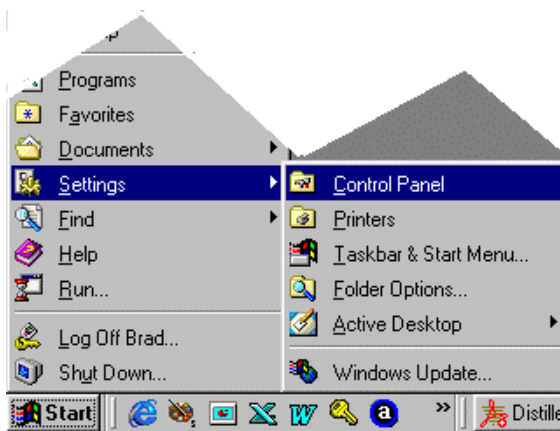 Programs
Favorites
Documents
Settings
Find
Help
Run...
Log Off Brad...
Shut Down...
Control Panel
Printers
Taskbar & Start Menu...
Folder Options...
Active Desktop
Windows Update...
Start
a
»
Distille